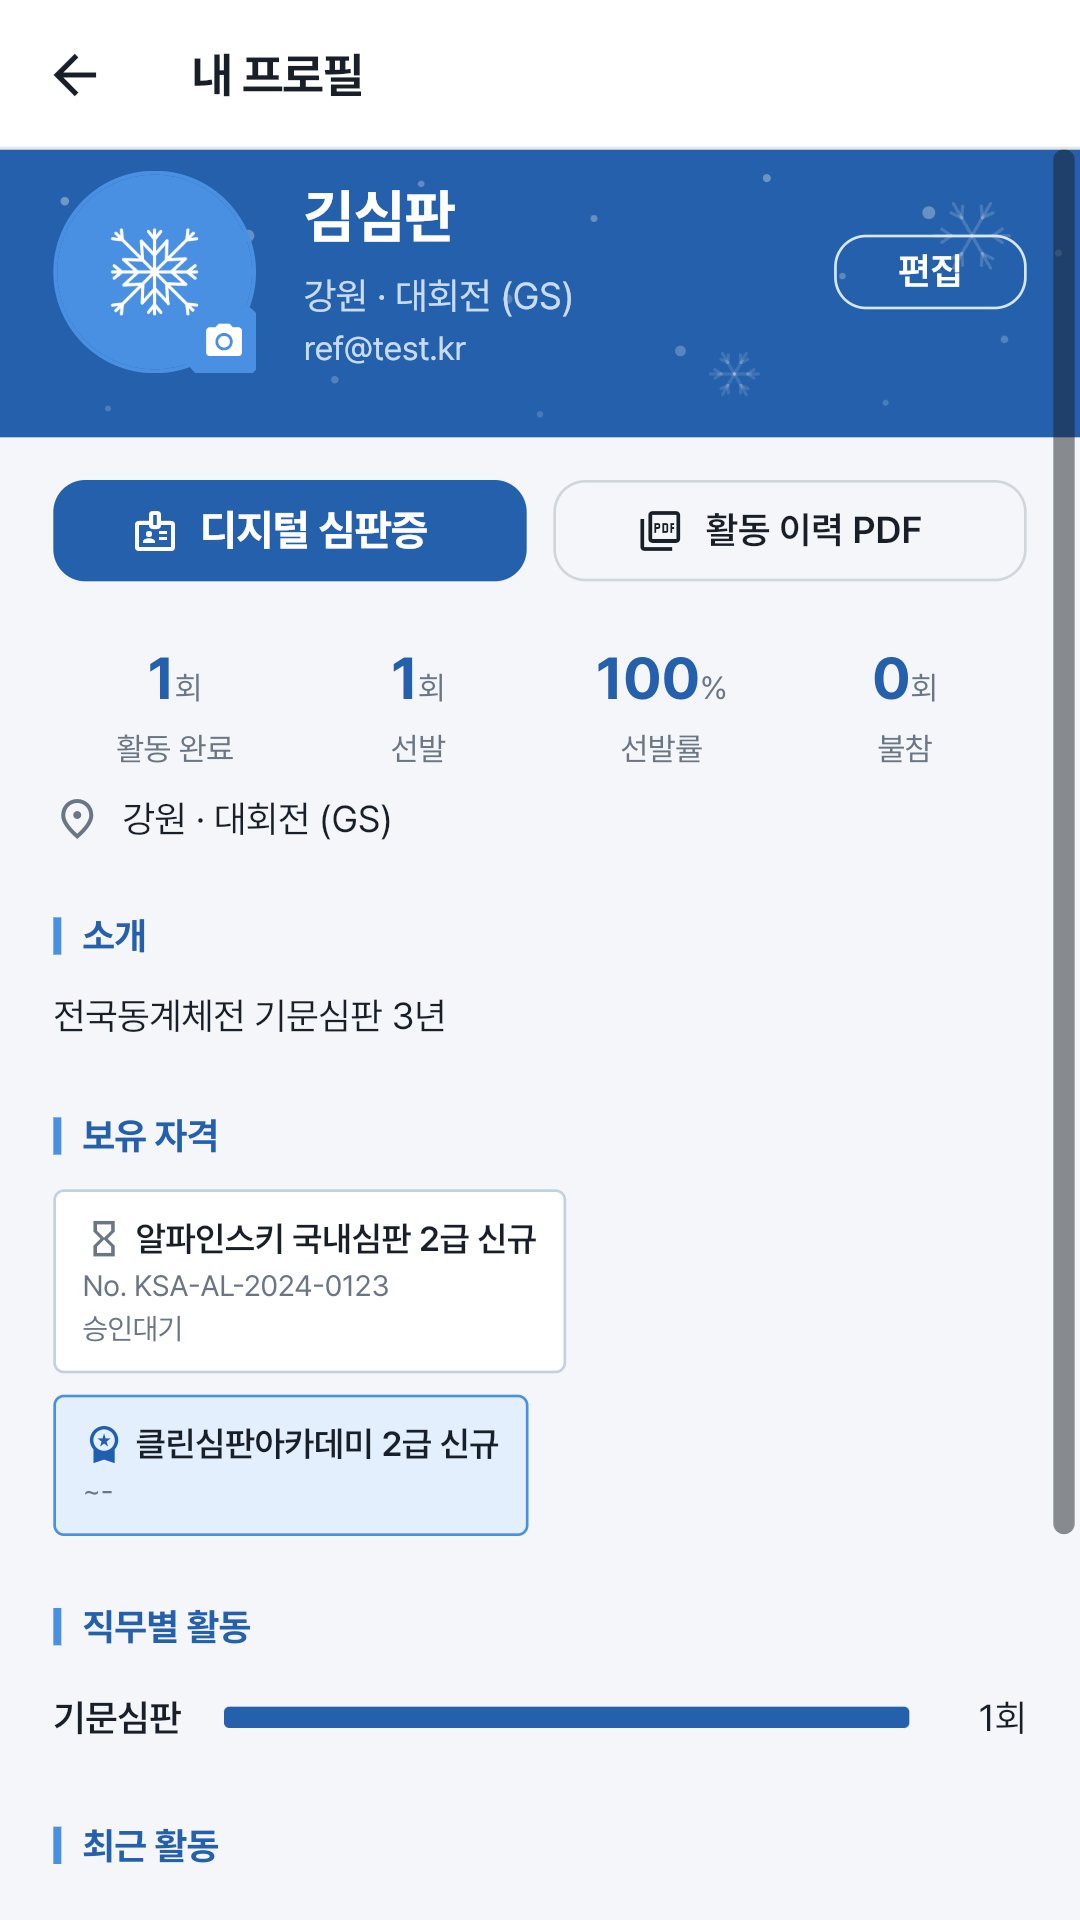 내 프로필
김심판
강원 · 대회전 (GS)
ref@test.kr
편집
디지털 심판증
활동 이력 PDF
1회
활동 완료
1회
선발
100%
선발률
0회
불참
강원 · 대회전 (GS)
소개
전국동계체전 기문심판 3년
보유 자격
알파인스키 국내심판 2급 신규
No. KSA-AL-2024-0123
승인대기
클린심판아카데미 2급 신규
~-
직무별 활동
기문심판 1회
최근 활동